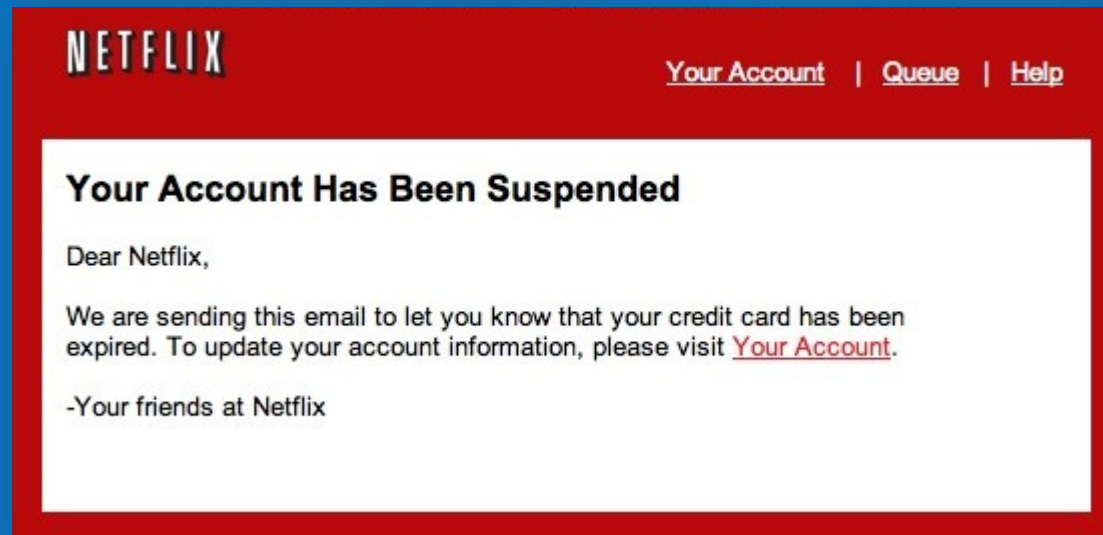 NETFLIX
Your Account | Queue | Help
Your Account Has Been Suspended
Dear Netflix,
We are sending this email to let you know that your credit card has been
expired. To update your account information, please visit Your Account.
-Your friends at Netflix